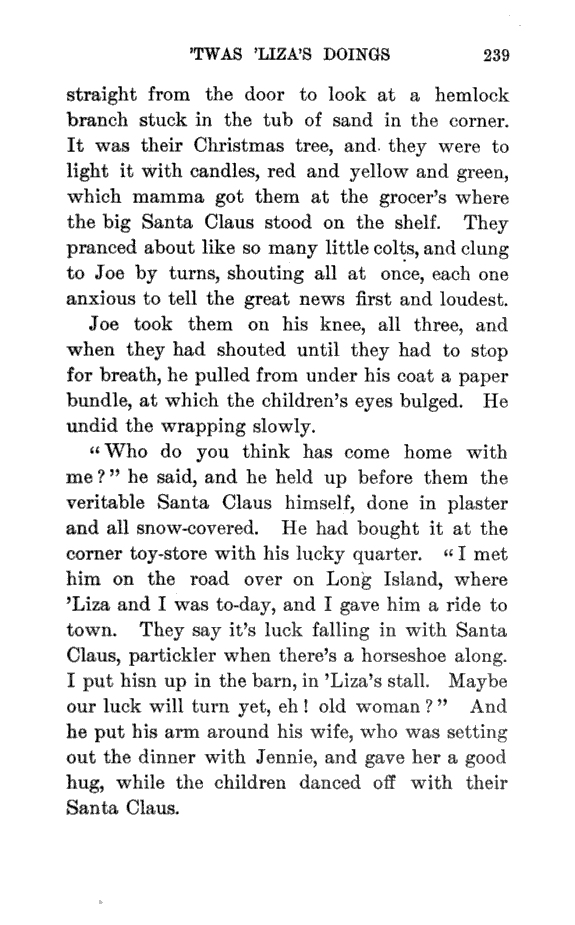 'TWAS 'LIZA'S DOINGS 239
straight from the door to look at a hemlock
branch stuck in the tub of sand in the corner.
It was their Christmas tree, and they were to
light it with candles, red and yellow and green,
which mamma got them at the grocer's where
the big Santa Claus stood on the shelf. They
pranced about like so many little colts, and clung
to Joe by turns, shouting all at once, each one
anxious to tell the great news first and loudest.
Joe took them on his knee, all three, and
when they had shouted until they had to stop
for breath, he pulled from under his coat a paper
bundle, at which the children's eyes bulged. He
undid the wrapping slowly.
"Who do you think has come home with
me?" he said, and he held up before them the
veritable Santa Claus himself, done in plaster
and all snow-covered. He had bought it at the
corner toy-store with his lucky quarter. "I met
him on the road over on Long Island, where
'Liza and I was to-day, and I gave him a ride to
town. They say it's luck falling in with Santa
Claus, partickler when there's a horseshoe along.
I put hisn up in the barn, in 'Liza's stall. Maybe
our luck will turn yet, eh! old woman?" And
he put his arm around his wife, who was setting
out the dinner with Jennie, and gave her a good
hug, while the children danced off with their
Santa Claus.